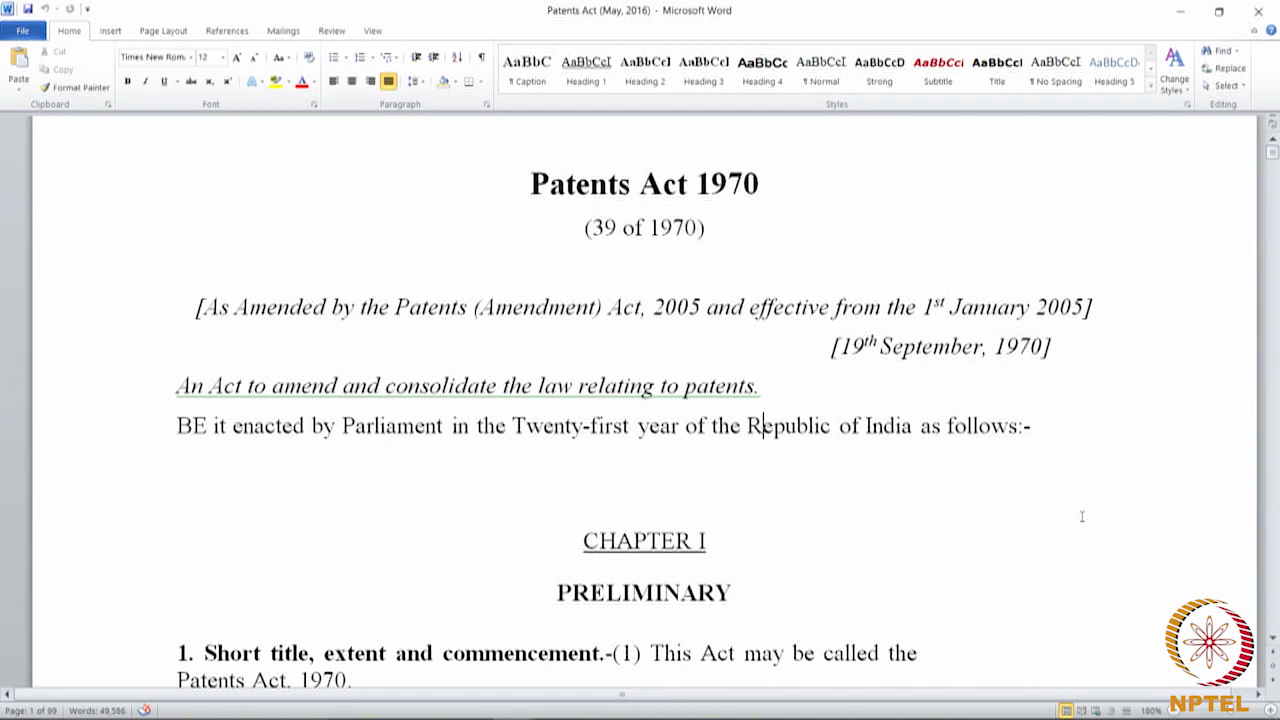 Patents Act (May, 2016) - Microsoft Word
File Home Insert Page Layout References Mailings Review View
Paste
Cut
Copy
Format Painter
Clipboard
Times New Rom 12
Font
Paragraph
AaBbC AaBbCcI AaBbCcI AaBbCcI AaBbCc AaBbCcI AaBbCcD AaBbCci AaBbCcI AaBbCcI AaBbCcD
¶ Caption Heading 1 Heading 2 Heading 3 Heading 4 ¶ Normal Strong Subtitle Title ¶ No Spacing Heading 5
Styles
Change Styles
Find
Replace
Select
Editing
Patents Act 1970
(39 of 1970)
[As Amended by the Patents (Amendment) Act, 2005 and effective from the 1st January 2005]
[19th September, 1970]
An Act to amend and consolidate the law relating to patents.
BE it enacted by Parliament in the Twenty-first year of the Republic of India as follows:-
CHAPTER I
PRELIMINARY
1. Short title, extent and commencement.-(1) This Act may be called the
Patents Act, 1970.
NPTEL
Page: 1 of 99 Words: 49,586 180%